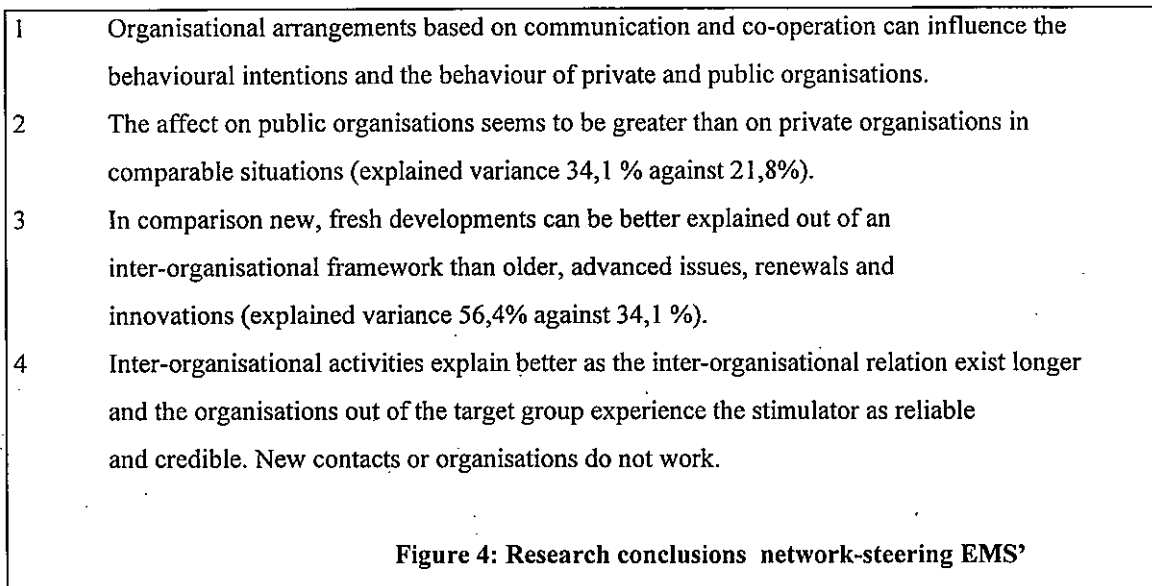 1 Organisational arrangements based on communication and co-operation can influence the
behavioural intentions and the behaviour of private and public organisations.
2 The affect on public organisations seems to be greater than on private organisations in
comparable situations (explained variance 34,1 % against 21,8%).
3 In comparison new, fresh developments can be better explained out of an
inter-organisational framework than older, advanced issues, renewals and
innovations (explained variance 56,4% against 34,1 %).
4 Inter-organisational activities explain better as the inter-organisational relation exist longer
and the organisations out of the target group experience the stimulator as reliable
and credible. New contacts or organisations do not work.
Figure 4: Research conclusions network-steering EMS’